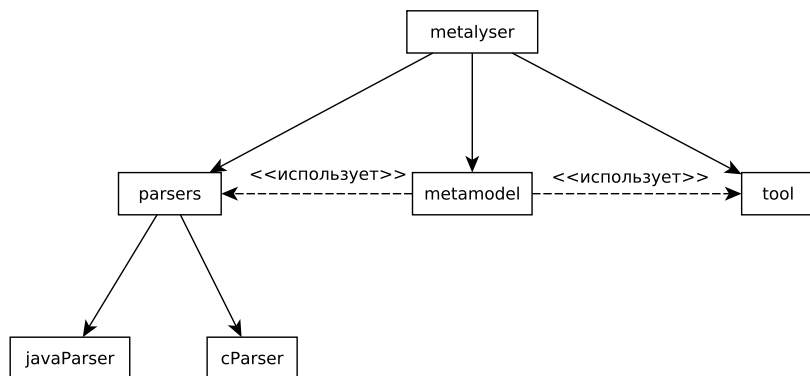 metalyser
<<использует>>
<<использует>>
parsers
metamodel
tool
javaParser
cParser